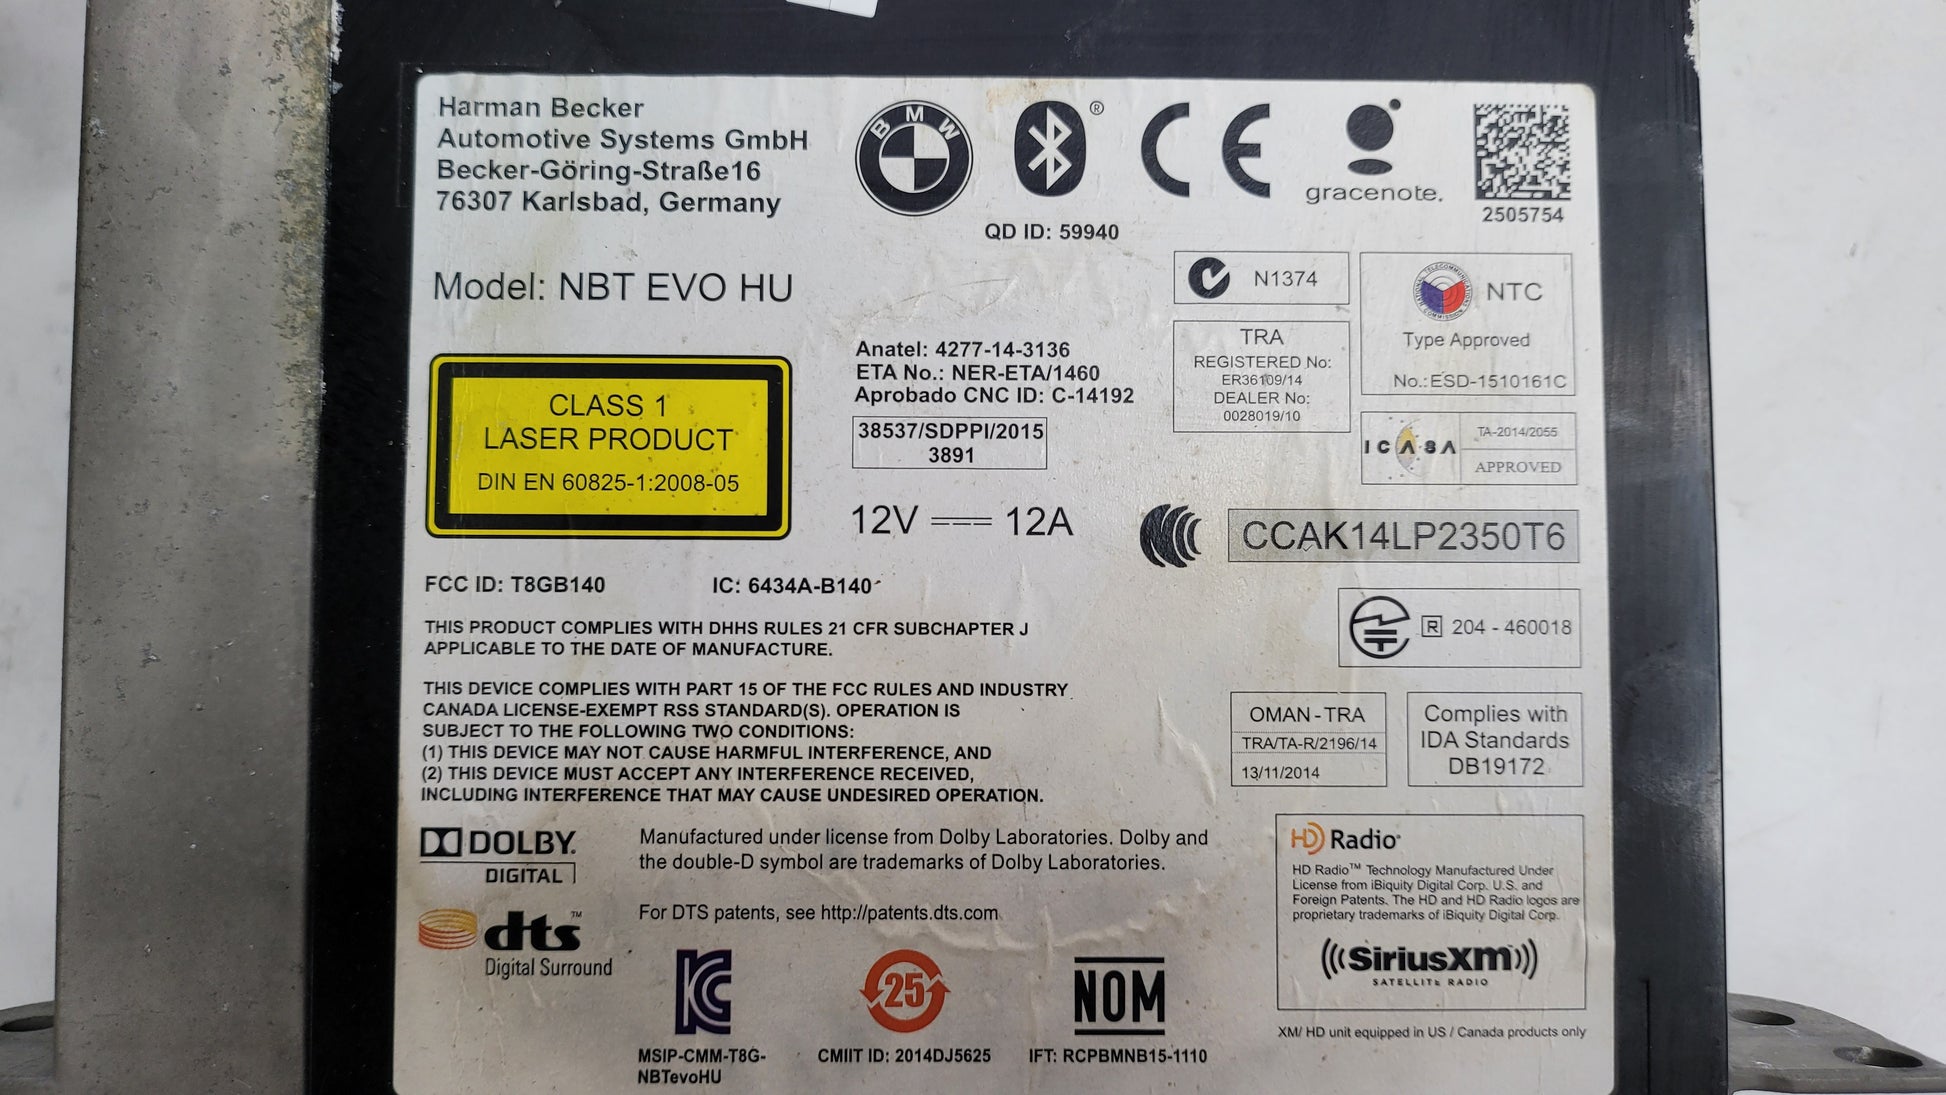 Harman Becker
Automotive Systems GmbH
Becker-Göring-Straße16
76307 Karlsbad, Germany
BMW
®
CE
gracenote.
2505754
QD ID: 59940
Model: NBT EVO HU
N1374
NTC
Type Approved
No.:ESD-1510161C
TRA
REGISTERED No:
ER36109/14
DEALER No:
0028019/10
Anatel: 4277-14-3136
ETA No.: NER-ETA/1460
Aprobado CNC ID: C-14192
38537/SDPPI/2015
3891
CLASS 1
LASER PRODUCT
DIN EN 60825-1:2008-05
ICASA
TA-2014/2055
APPROVED
12V 12A
CCAK14LP2350T6
FCC ID: T8GB140
IC: 6434A-B140
R 204 - 460018
THIS PRODUCT COMPLIES WITH DHHS RULES 21 CFR SUBCHAPTER J
APPLICABLE TO THE DATE OF MANUFACTURE.
THIS DEVICE COMPLIES WITH PART 15 OF THE FCC RULES AND INDUSTRY
CANADA LICENSE-EXEMPT RSS STANDARD(S). OPERATION IS
SUBJECT TO THE FOLLOWING TWO CONDITIONS:
(1) THIS DEVICE MAY NOT CAUSE HARMFUL INTERFERENCE, AND
(2) THIS DEVICE MUST ACCEPT ANY INTERFERENCE RECEIVED,
INCLUDING INTERFERENCE THAT MAY CAUSE UNDESIRED OPERATION.
OMAN - TRA
TRA/TA-R/2196/14
13/11/2014
Complies with
IDA Standards
DB19172
DOLBY.
DIGITAL
Manufactured under license from Dolby Laboratories. Dolby and
the double-D symbol are trademarks of Dolby Laboratories.
dts™
Digital Surround
For DTS patents, see http://patents.dts.com
HD Radio
HD Radio™ Technology Manufactured Under
License from iBiquity Digital Corp. U.S. and
Foreign Patents. The HD and HD Radio logos are
proprietary trademarks of iBiquity Digital Corp.
SiriusXM
SATELLITE RADIO
XM/ HD unit equipped in US / Canada products only
KC
MSIP-CMM-T8G-
NBTevoHU
25
CMIIT ID: 2014DJ5625
NOM
IFT: RCPBMNB15-1110